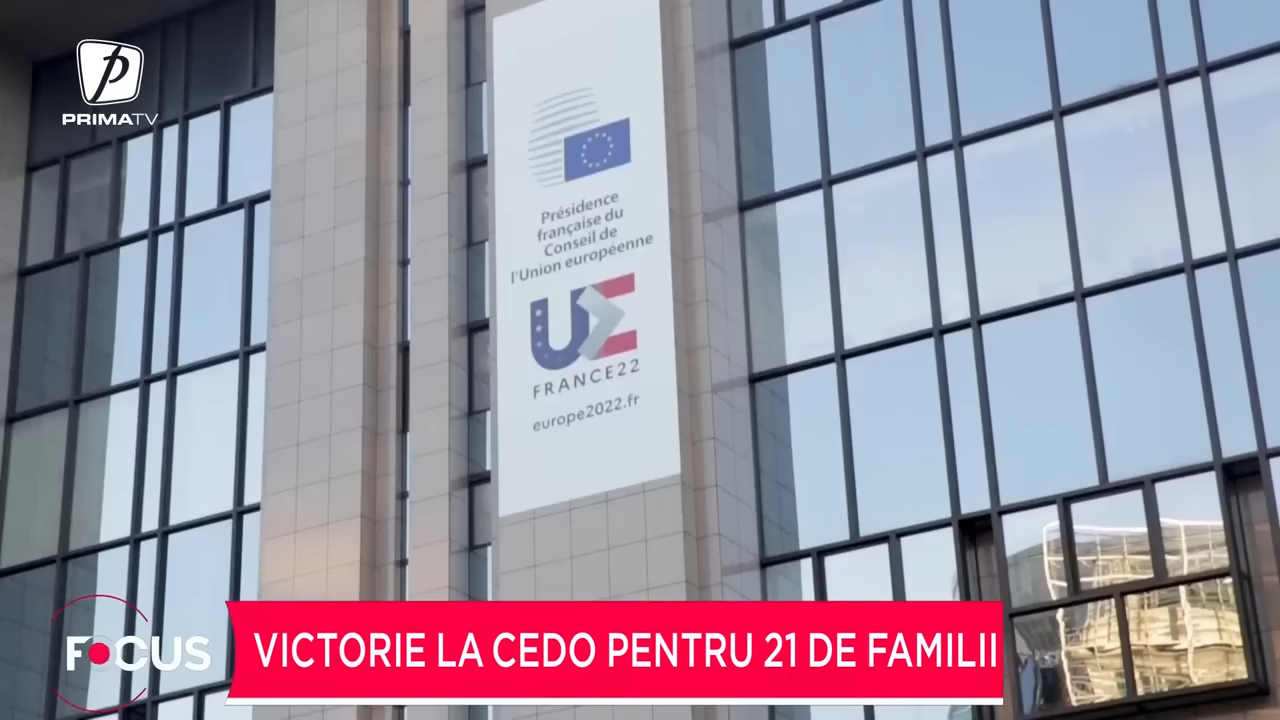 PRIMATV
Présidence
française du
Conseil de
l'Union européenne
UE
FRANCE22
europe2022.fr
FOCUS
VICTORIE LA CEDO PENTRU 21 DE FAMILII